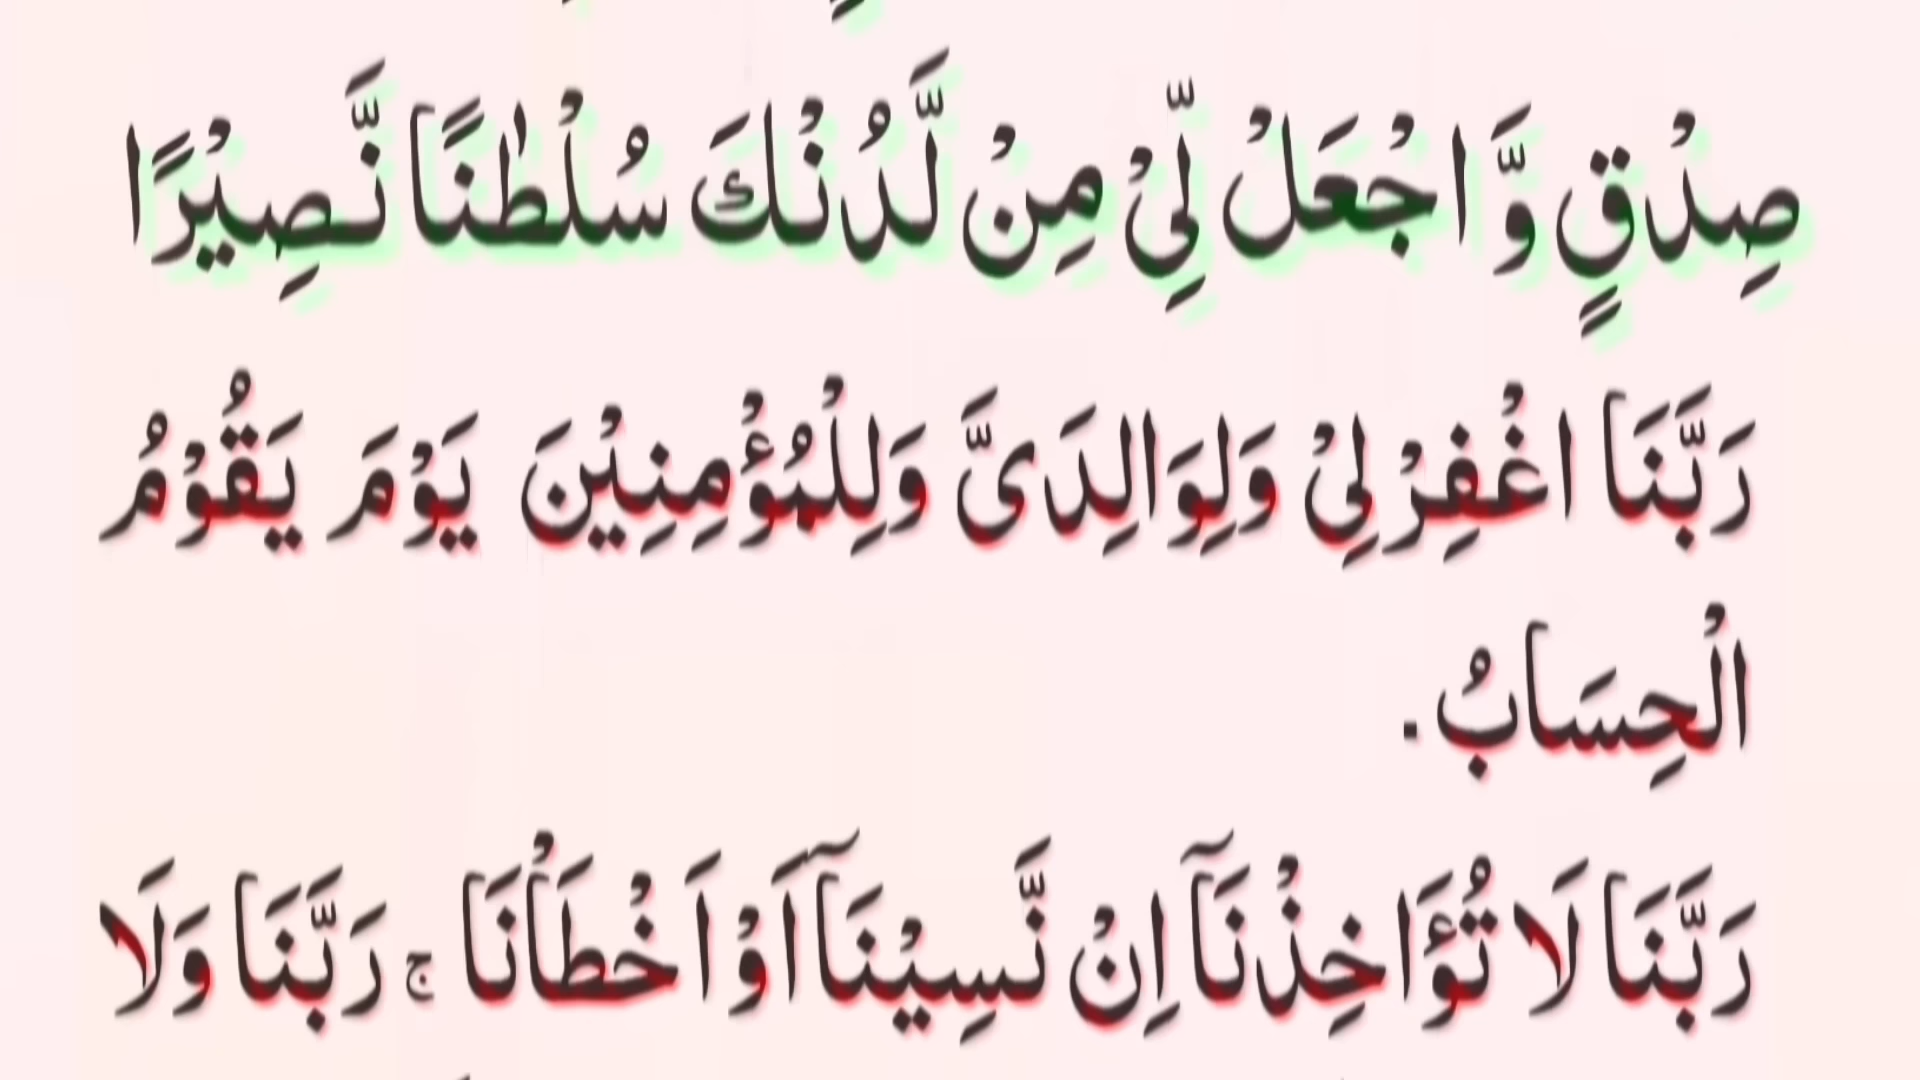 صِدْقٍ وَّ اجْعَلْ لِّيْ مِنْ لَّدُنْكَ سُلْطٰنًا نَّصِيْرًا
رَبَّنَا اغْفِرْ لِيْ وَلِوَالِدَىَّ وَلِلْمُؤْمِنِيْنَ يَوْمَ يَقُوْمُ
الْحِسَابُ .
رَبَّنَا لَا تُؤَاخِذْنَآ اِنْ نَّسِيْنَآ اَوْ اَخْطَأْنَا ج رَبَّنَا وَلَا